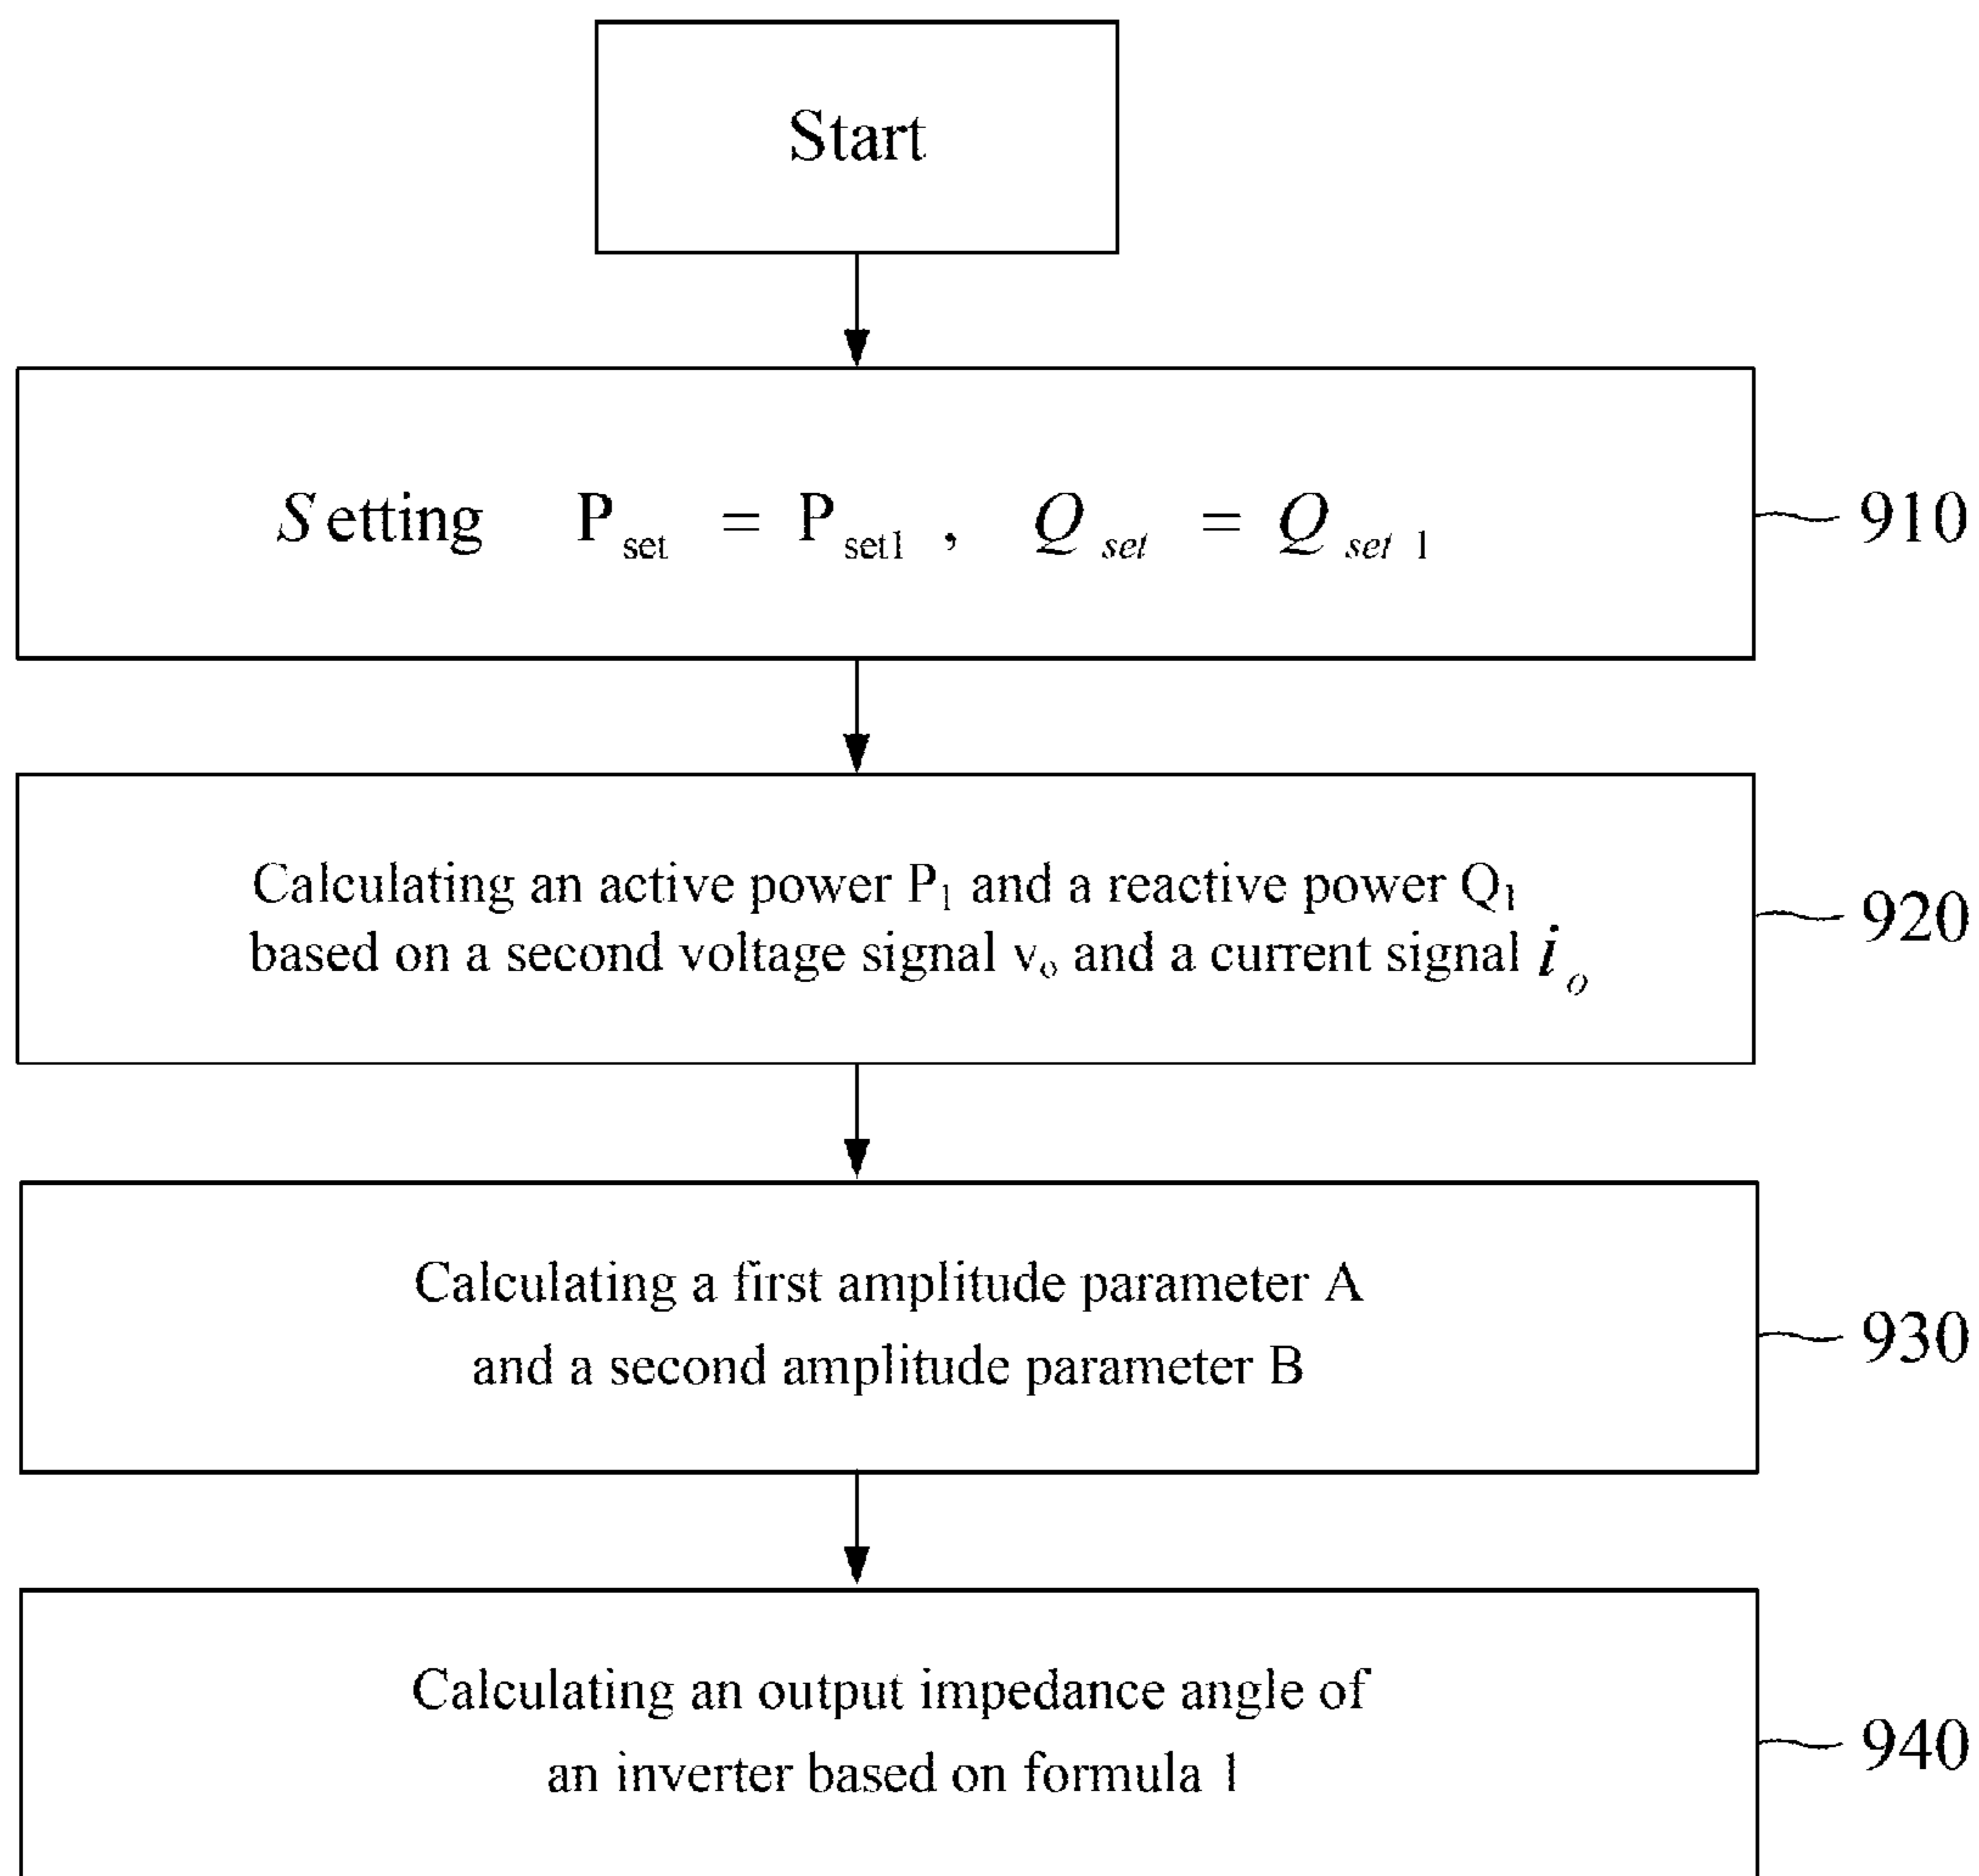 Start
Setting P_set = P_set1 , Q_set = Q_set 1
910
Calculating an active power P₁ and a reactive power Q₁
based on a second voltage signal vₒ and a current signal iₒ
920
Calculating a first amplitude parameter A
and a second amplitude parameter B
930
Calculating an output impedance angle of
an inverter based on formula 1
940